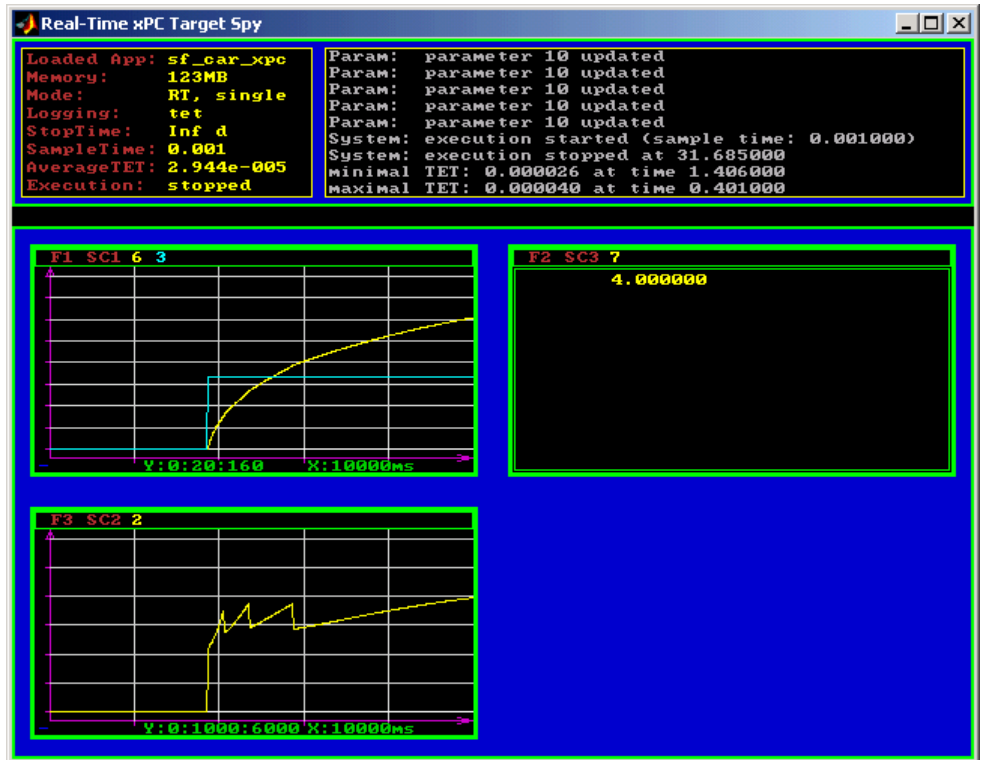 Real-Time xPC Target Spy
Loaded App: sf_car_xpc
Memory: 123MB
Mode: RT, single
Logging: tet
StopTime: Inf d
SampleTime: 0.001
AverageTET: 2.944e-005
Execution: stopped
Param: parameter 10 updated
Param: parameter 10 updated
Param: parameter 10 updated
Param: parameter 10 updated
Param: parameter 10 updated
System: execution started (sample time: 0.001000)
System: execution stopped at 31.685000
minimal TET: 0.000026 at time 1.406000
maximal TET: 0.000040 at time 0.401000
F1 SC1 6 3
Y:0:20:160 X:10000ms
F2 SC3 7
4.000000
F3 SC2 2
Y:0:1000:6000 X:10000ms